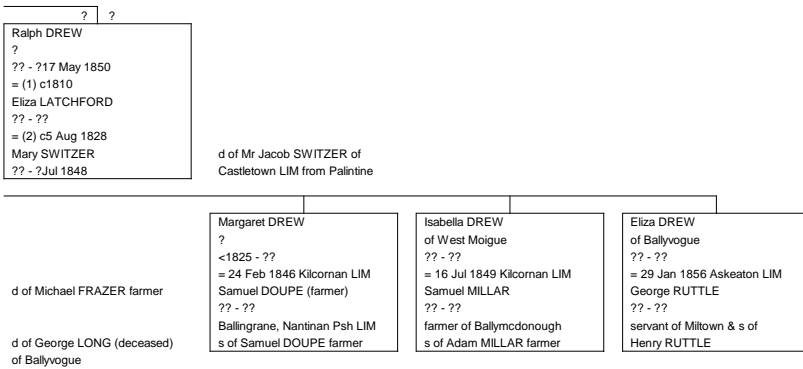 ? ?
Ralph DREW
?
?? - ?17 May 1850
= (1) c1810
Eliza LATCHFORD
?? - ??
= (2) c5 Aug 1828
Mary SWITZER
?? - ?Jul 1848
d of Mr Jacob SWITZER of
Castletown LIM from Palintine
Margaret DREW
?
<1825 - ??
= 24 Feb 1846 Kilcornan LIM
Samuel DOUPE (farmer)
?? - ??
Ballingrane, Nantinan Psh LIM
s of Samuel DOUPE farmer
Isabella DREW
of West Moigue
?? - ??
= 16 Jul 1849 Kilcornan LIM
Samuel MILLAR
?? - ??
farmer of Ballymcdonough
s of Adam MILLAR farmer
Eliza DREW
of Ballyvogue
?? - ??
= 29 Jan 1856 Askeaton LIM
George RUTTLE
?? - ??
servant of Miltown & s of
Henry RUTTLE
d of Michael FRAZER farmer
d of George LONG (deceased)
of Ballyvogue